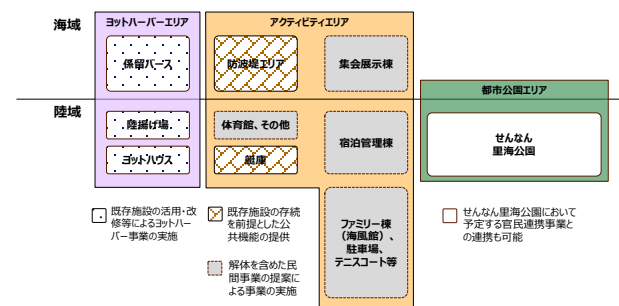 海域
ヨットハーバーエリア
アクティビティエリア
係留バース
防波堤エリア
集会展示棟
都市公園エリア
陸域
陸揚げ場
体育館、その他
宿泊管理棟
せんなん
里海公園
ヨットハウス
艇庫
ファミリー棟
（海風館）、
駐車場、
テニスコート等
既存施設の活用・改
修等によるヨットハー
バー事業の実施
既存施設の存続
を前提とした公
共機能の提供
解体を含めた民
間事業の提案
による事業の実施
せんなん里海公園において
予定する官民連携事業と
の連携も可能